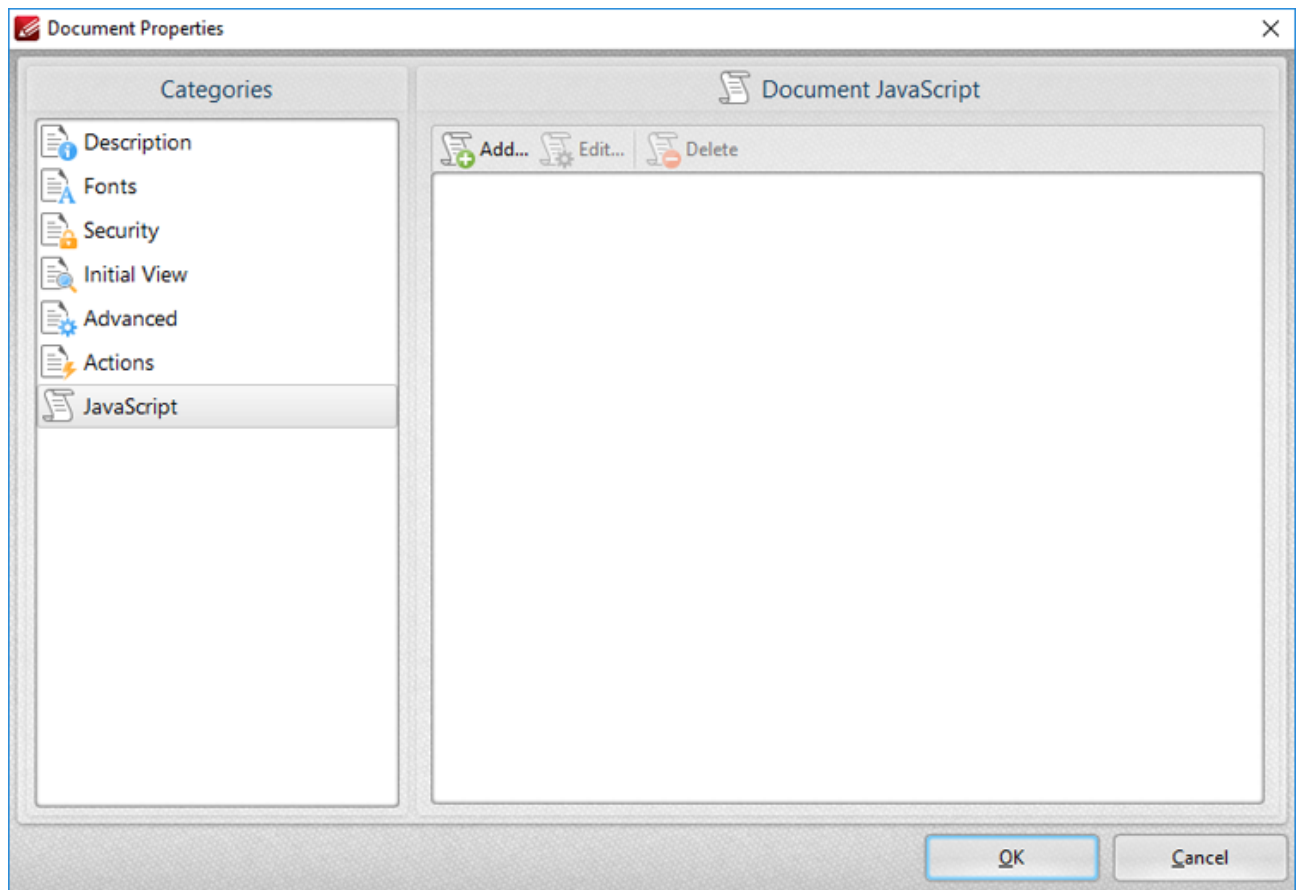 Document Properties
Categories
Description
Fonts
Security
Initial View
Advanced
Actions
JavaScript
Document JavaScript
Add... Edit... Delete
OK Cancel